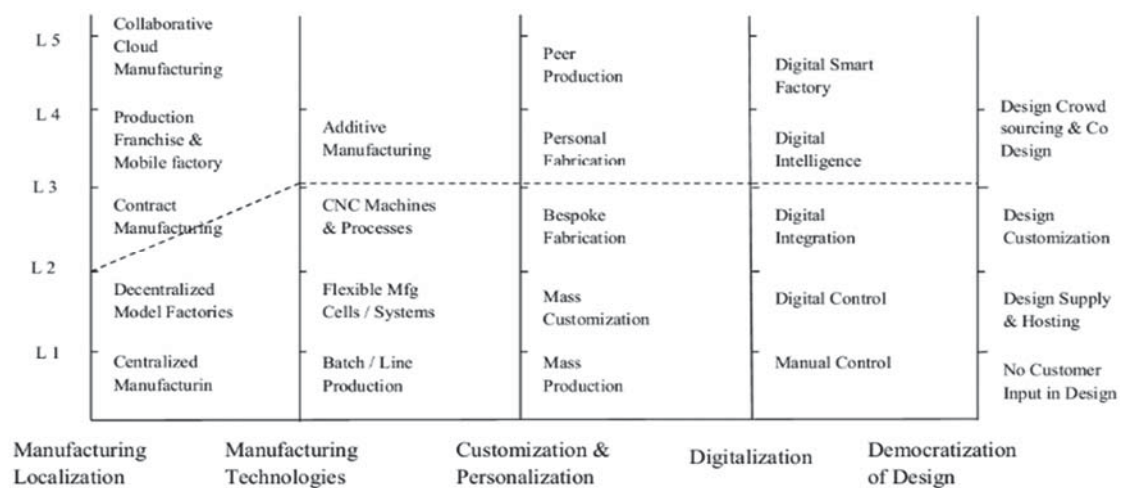 L 5
L 4
L 3
L 2
L 1
Collaborative
Cloud
Manufacturing
Production
Franchise &
Mobile factory
Contract
Manufacturing
Decentralized
Model Factories
Centralized
Manufacturin
Additive
Manufacturing
CNC Machines
& Processes
Flexible Mfg
Cells / Systems
Batch / Line
Production
Peer
Production
Personal
Fabrication
Bespoke
Fabrication
Mass
Customization
Mass
Production
Digital Smart
Factory
Digital
Intelligence
Digital
Integration
Digital Control
Manual Control
Design Crowd
sourcing & Co
Design
Design
Customization
Design Supply
& Hosting
No Customer
Input in Design
Manufacturing
Localization
Manufacturing
Technologies
Customization &
Personalization
Digitalization
Democratization
of Design